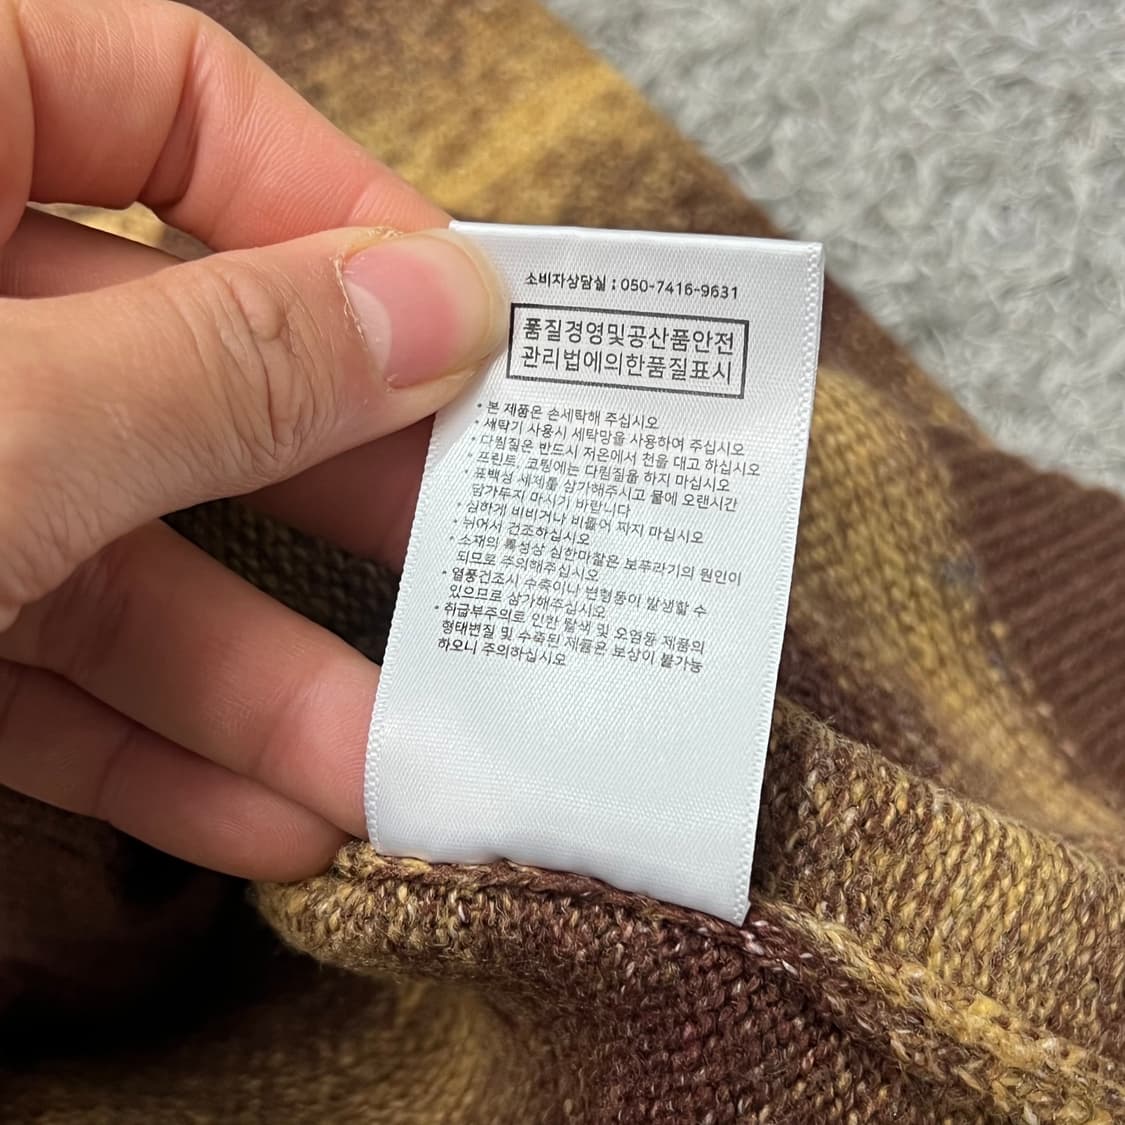 소비자상담실 : 050-7416-9631
품질경영및공산품안전
관리법에의한품질표시
* 본 제품은 손세탁해 주십시오
* 세탁기 사용시 세탁망을 사용하여 주십시오
* 다림질은 반드시 저온에서 천을 대고 하십시오
* 프린트, 코팅에는 다림질을 하지 마십시오
* 표백성 세제를 삼가해주시고 물에 오랜시간
담가두지 마시기 바랍니다
* 심하게 비비거나 비틀어 짜지 마십시오
* 뉘어서 건조하십시오
* 소재의 특성상 심한마찰은 보푸라기의 원인이
되므로 주의해주십시오
* 열풍건조시 수축이나 변형등이 발생할 수
있으므로 삼가해주십시오
* 취급부주의로 인한 탈색 및 오염등 제품의
형태변질 및 수축된 제품은 보상이 불가능
하오니 주의하십시오